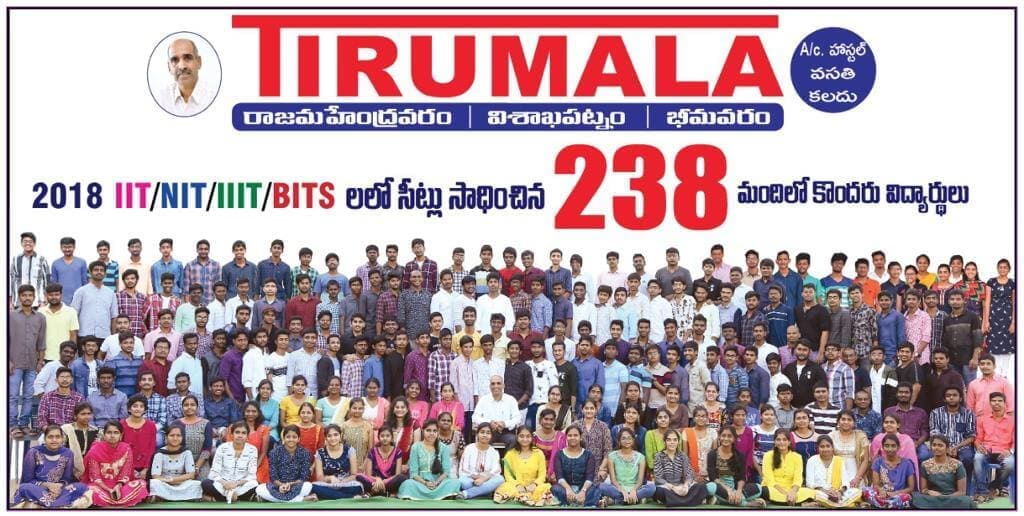 TIRUMALA
A/c. హాస్టల్
వసతి
కలదు
రాజమహేంద్రవరం | విశాఖపట్నం | భీమవరం
2018 IIT/NIT/IIIT/BITS లలో సీట్లు సాధించిన 238 మందిలో కొందరు విద్యార్థులు